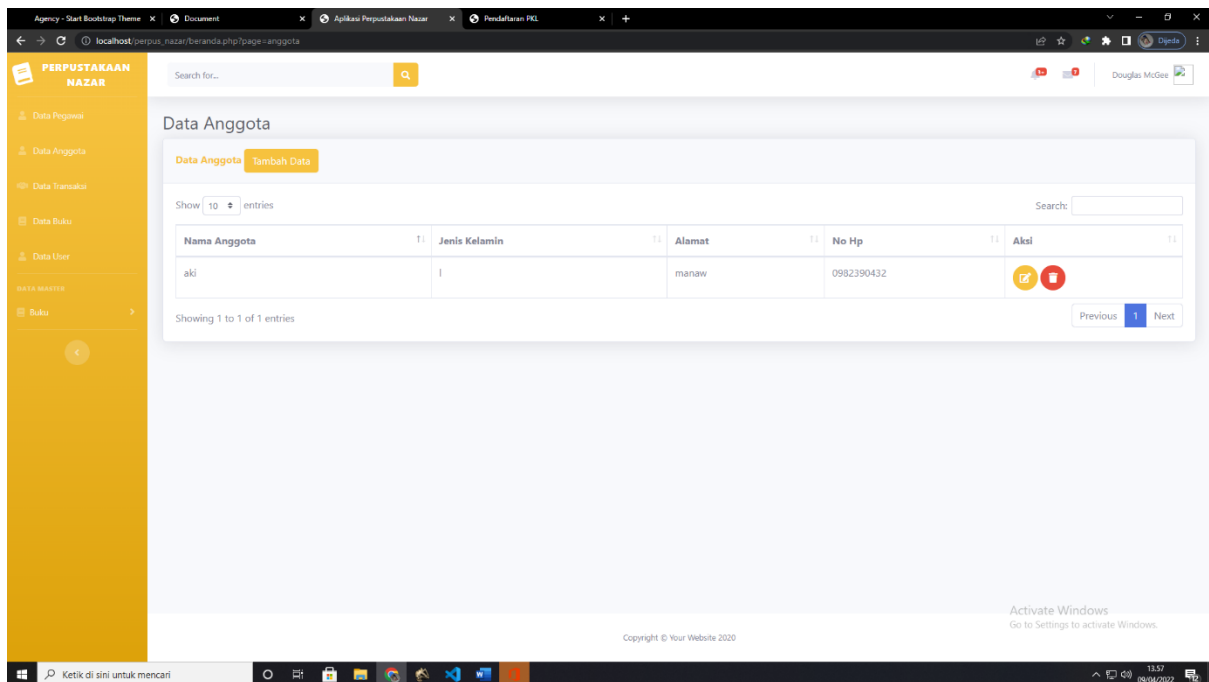 Agency - Start Bootstrap Theme
Document
Aplikasi Perpustakaan Nazar
Pendaftaran PKL
localhost/perpus_nazar/beranda.php?page=anggota
Dijeda
PERPUSTAKAAN
NAZAR
Search for...
Douglas McGee
Data Pegawai
Data Anggota
Data Transaksi
Data Buku
Data User
DATA MASTER
Buku
Data Anggota
Data Anggota Tambah Data
Show 10 entries
Search:
Nama Anggota Jenis Kelamin Alamat No Hp Aksi
aki l manaw 0982390432
Showing 1 to 1 of 1 entries
Previous 1 Next
Activate Windows
Go to Settings to activate Windows.
Copyright © Your Website 2020
Ketik di sini untuk mencari
13.57
09/04/2022